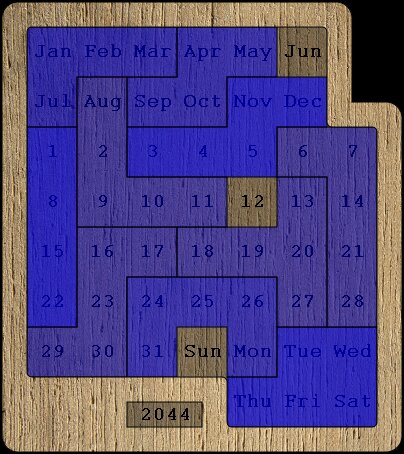 Jan Feb Mar Apr May Jun
Jul Aug Sep Oct Nov Dec
1 2 3 4 5 6 7
8 9 10 11 12 13 14
15 16 17 18 19 20 21
22 23 24 25 26 27 28
29 30 31 Sun Mon Tue Wed
Thu Fri Sat
2044